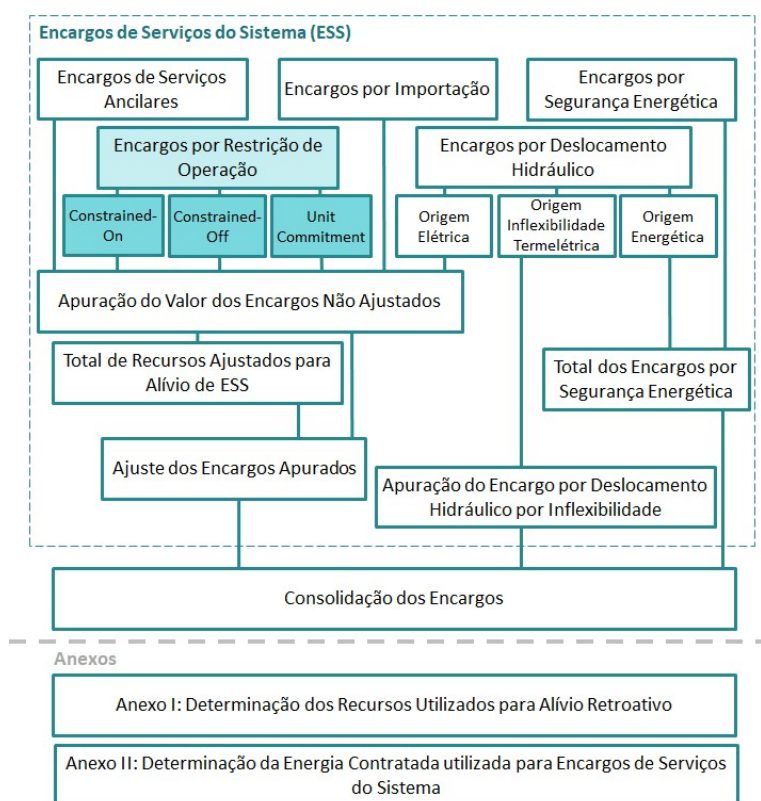 Encargos de Serviços do Sistema (ESS)
Encargos de Serviços
Ancilares
Encargos por Importação
Encargos por
Segurança Energética
Encargos por Restrição de
Operação
Encargos por Deslocamento
Hidráulico
Constrained-
On
Constrained-
Off
Unit
Commitment
Origem
Elétrica
Origem
Inflexibilidade
Termelétrica
Origem
Energética
Apuração do Valor dos Encargos Não Ajustados
Total de Recursos Ajustados para
Alívio de ESS
Total dos Encargos por
Segurança Energética
Ajuste dos Encargos Apurados
Apuração do Encargo por Deslocamento
Hidráulico por Inflexibilidade
Consolidação dos Encargos
Anexos
Anexo I: Determinação dos Recursos Utilizados para Alívio Retroativo
Anexo II: Determinação da Energia Contratada utilizada para Encargos de Serviços
do Sistema